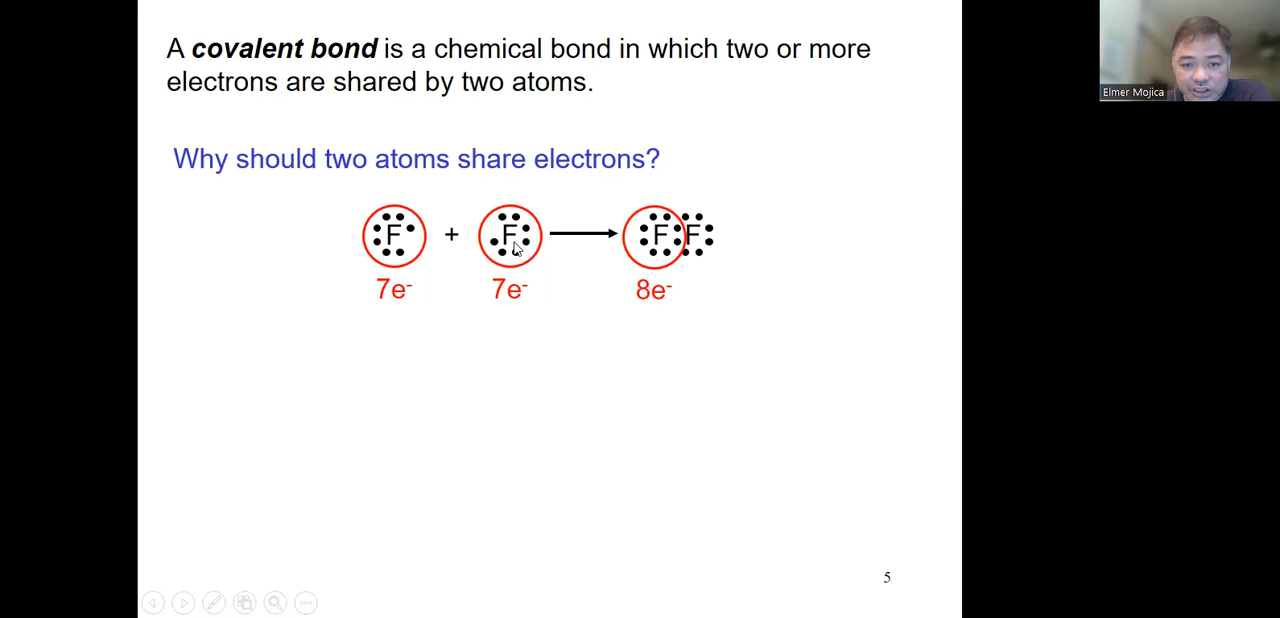 A covalent bond is a chemical bond in which two or more
electrons are shared by two atoms.
Elmer Mojica
Why should two atoms share electrons?
F + F F F
7e- 7e- 8e-
5